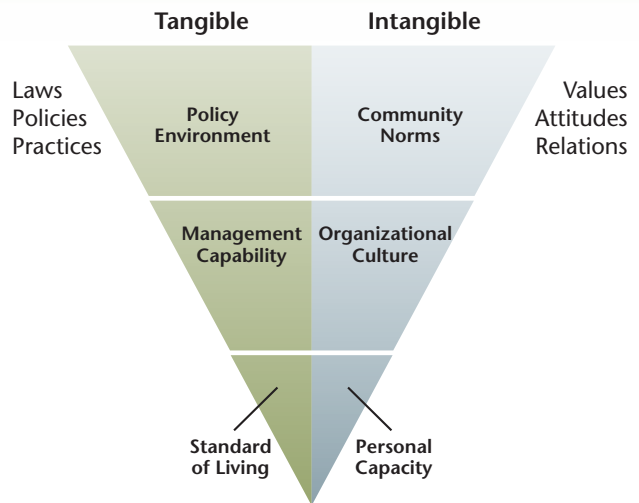 Tangible
Intangible
Laws
Policies
Practices
Policy
Environment
Community
Norms
Values
Attitudes
Relations
Management
Capability
Organizational
Culture
Standard
of Living
Personal
Capacity